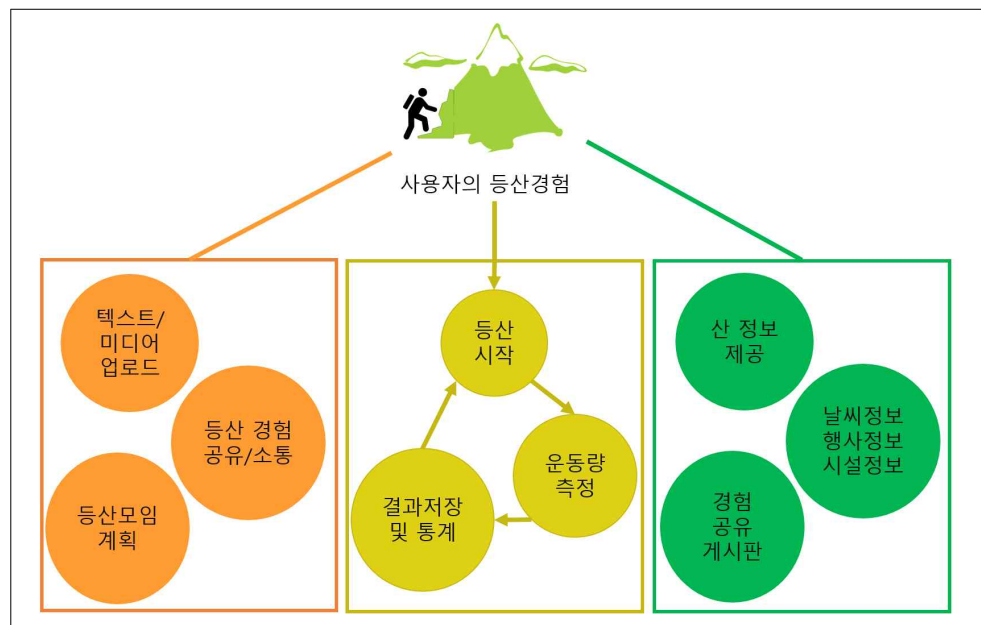 사용자의 등산경험
텍스트/
미디어
업로드
등산 경험
공유/소통
등산모임
계획
등산
시작
운동량
측정
결과저장
및 통계
산 정보
제공
날씨정보
행사정보
시설정보
경험
공유
게시판